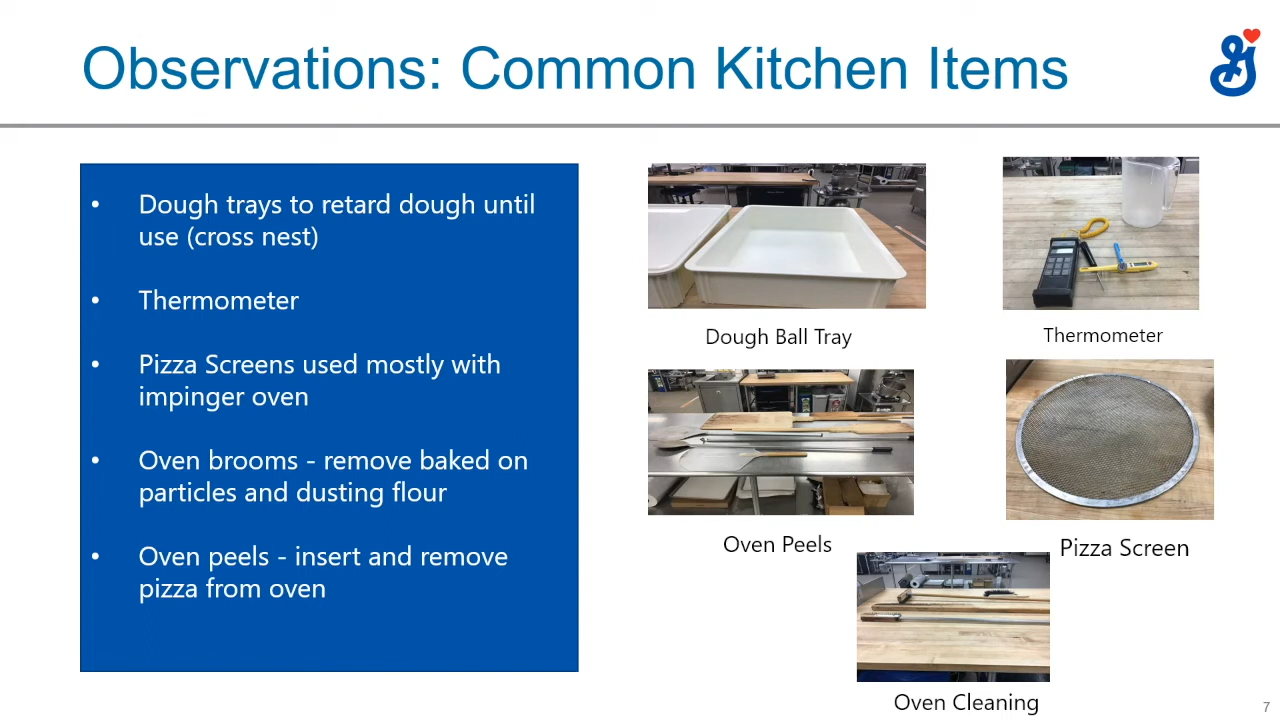 Observations: Common Kitchen Items
• Dough trays to retard dough until
use (cross nest)
• Thermometer
• Pizza Screens used mostly with
impinger oven
• Oven brooms - remove baked on
particles and dusting flour
• Oven peels - insert and remove
pizza from oven
Dough Ball Tray
Thermometer
Oven Peels
Pizza Screen
Oven Cleaning
7